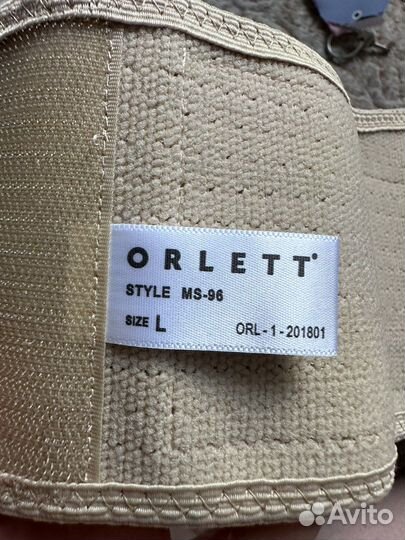 ORLETT®
STYLE MS-96
SIZE L ORL-1-201801
Avito